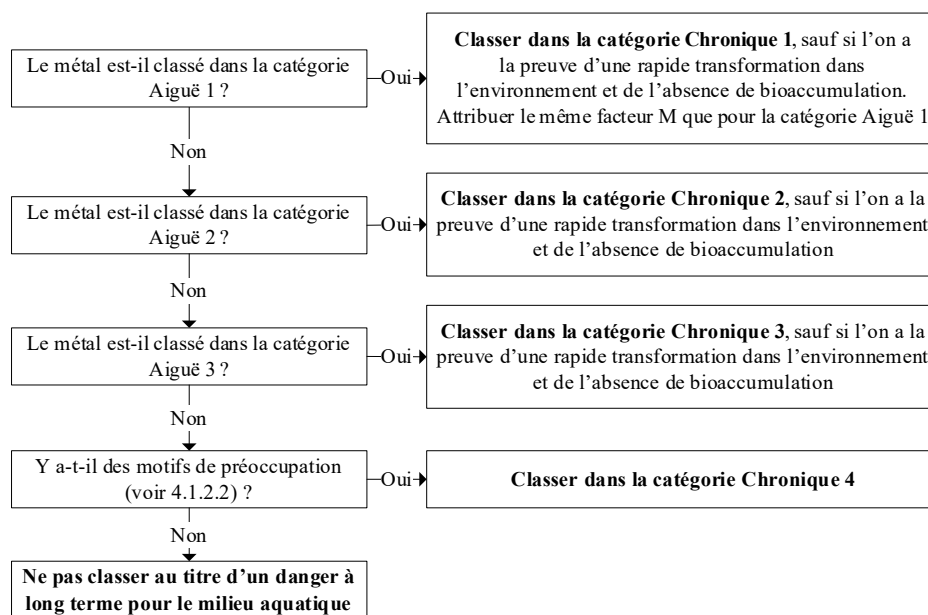 Le métal est-il classé dans la catégorie
Aiguë 1 ?
Oui
Classer dans la catégorie Chronique 1, sauf si l’on a
la preuve d’une rapide transformation dans
l’environnement et de l’absence de bioaccumulation.
Attribuer le même facteur M que pour la catégorie Aiguë 1
Non
Le métal est-il classé dans la catégorie
Aiguë 2 ?
Oui
Classer dans la catégorie Chronique 2, sauf si l’on a la
preuve d’une rapide transformation dans l’environnement
et de l’absence de bioaccumulation
Non
Le métal est-il classé dans la catégorie
Aiguë 3 ?
Oui
Classer dans la catégorie Chronique 3, sauf si l’on a la
preuve d’une rapide transformation dans l’environnement
et de l’absence de bioaccumulation
Non
Y a-t-il des motifs de préoccupation
(voir 4.1.2.2) ?
Oui
Classer dans la catégorie Chronique 4
Non
Ne pas classer au titre d’un danger à
long terme pour le milieu aquatique